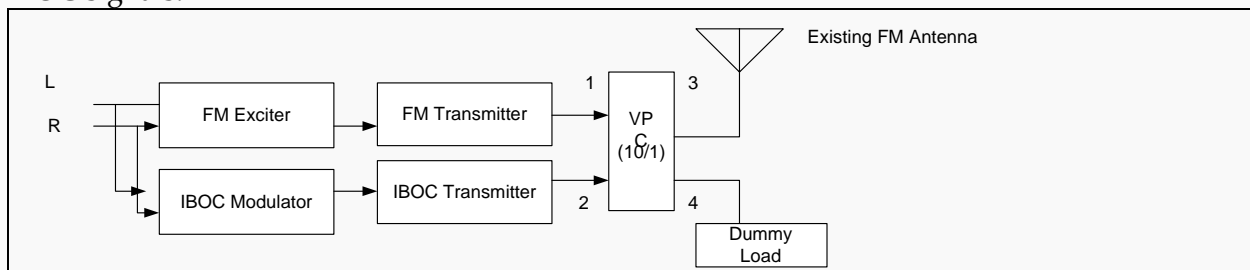 L
R
FM Exciter
FM Transmitter
IBOC Modulator
IBOC Transmitter
1
2
VP
C
(10/1)
3
4
Existing FM Antenna
Dummy
Load